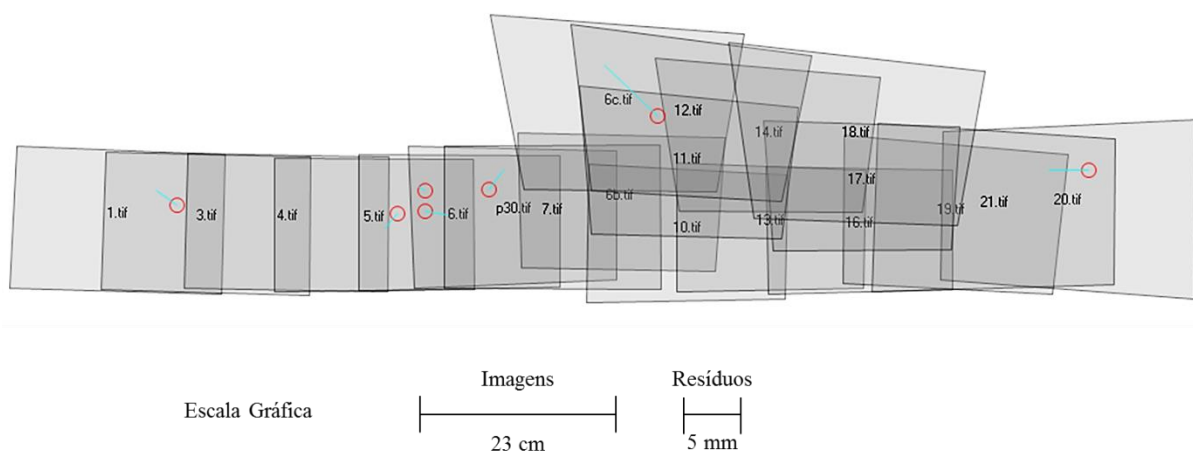 6c.tif
12.tif
14.tif
18.tif
11.tif
17.tif
6b.tif
1.tif
3.tif
4.tif
5.tif
6.tif
p30.tif
7.tif
10.tif
13.tif
16.tif
19.tif
21.tif
20.tif
Imagens
Resíduos
Escala Gráfica
23 cm
5 mm